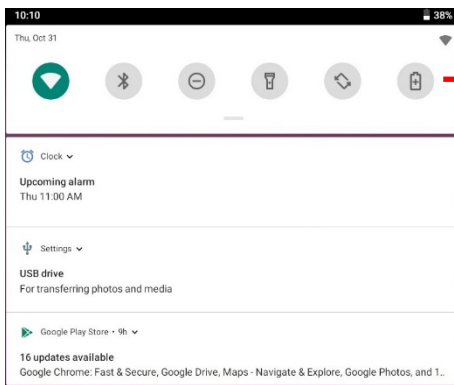 10:10 38%
Thu, Oct 31
Clock
Upcoming alarm
Thu 11:00 AM
Settings
USB drive
For transferring photos and media
Google Play Store • 9h
16 updates available
Google Chrome: Fast & Secure, Google Drive, Maps - Navigate & Explore, Google Photos, and 1..